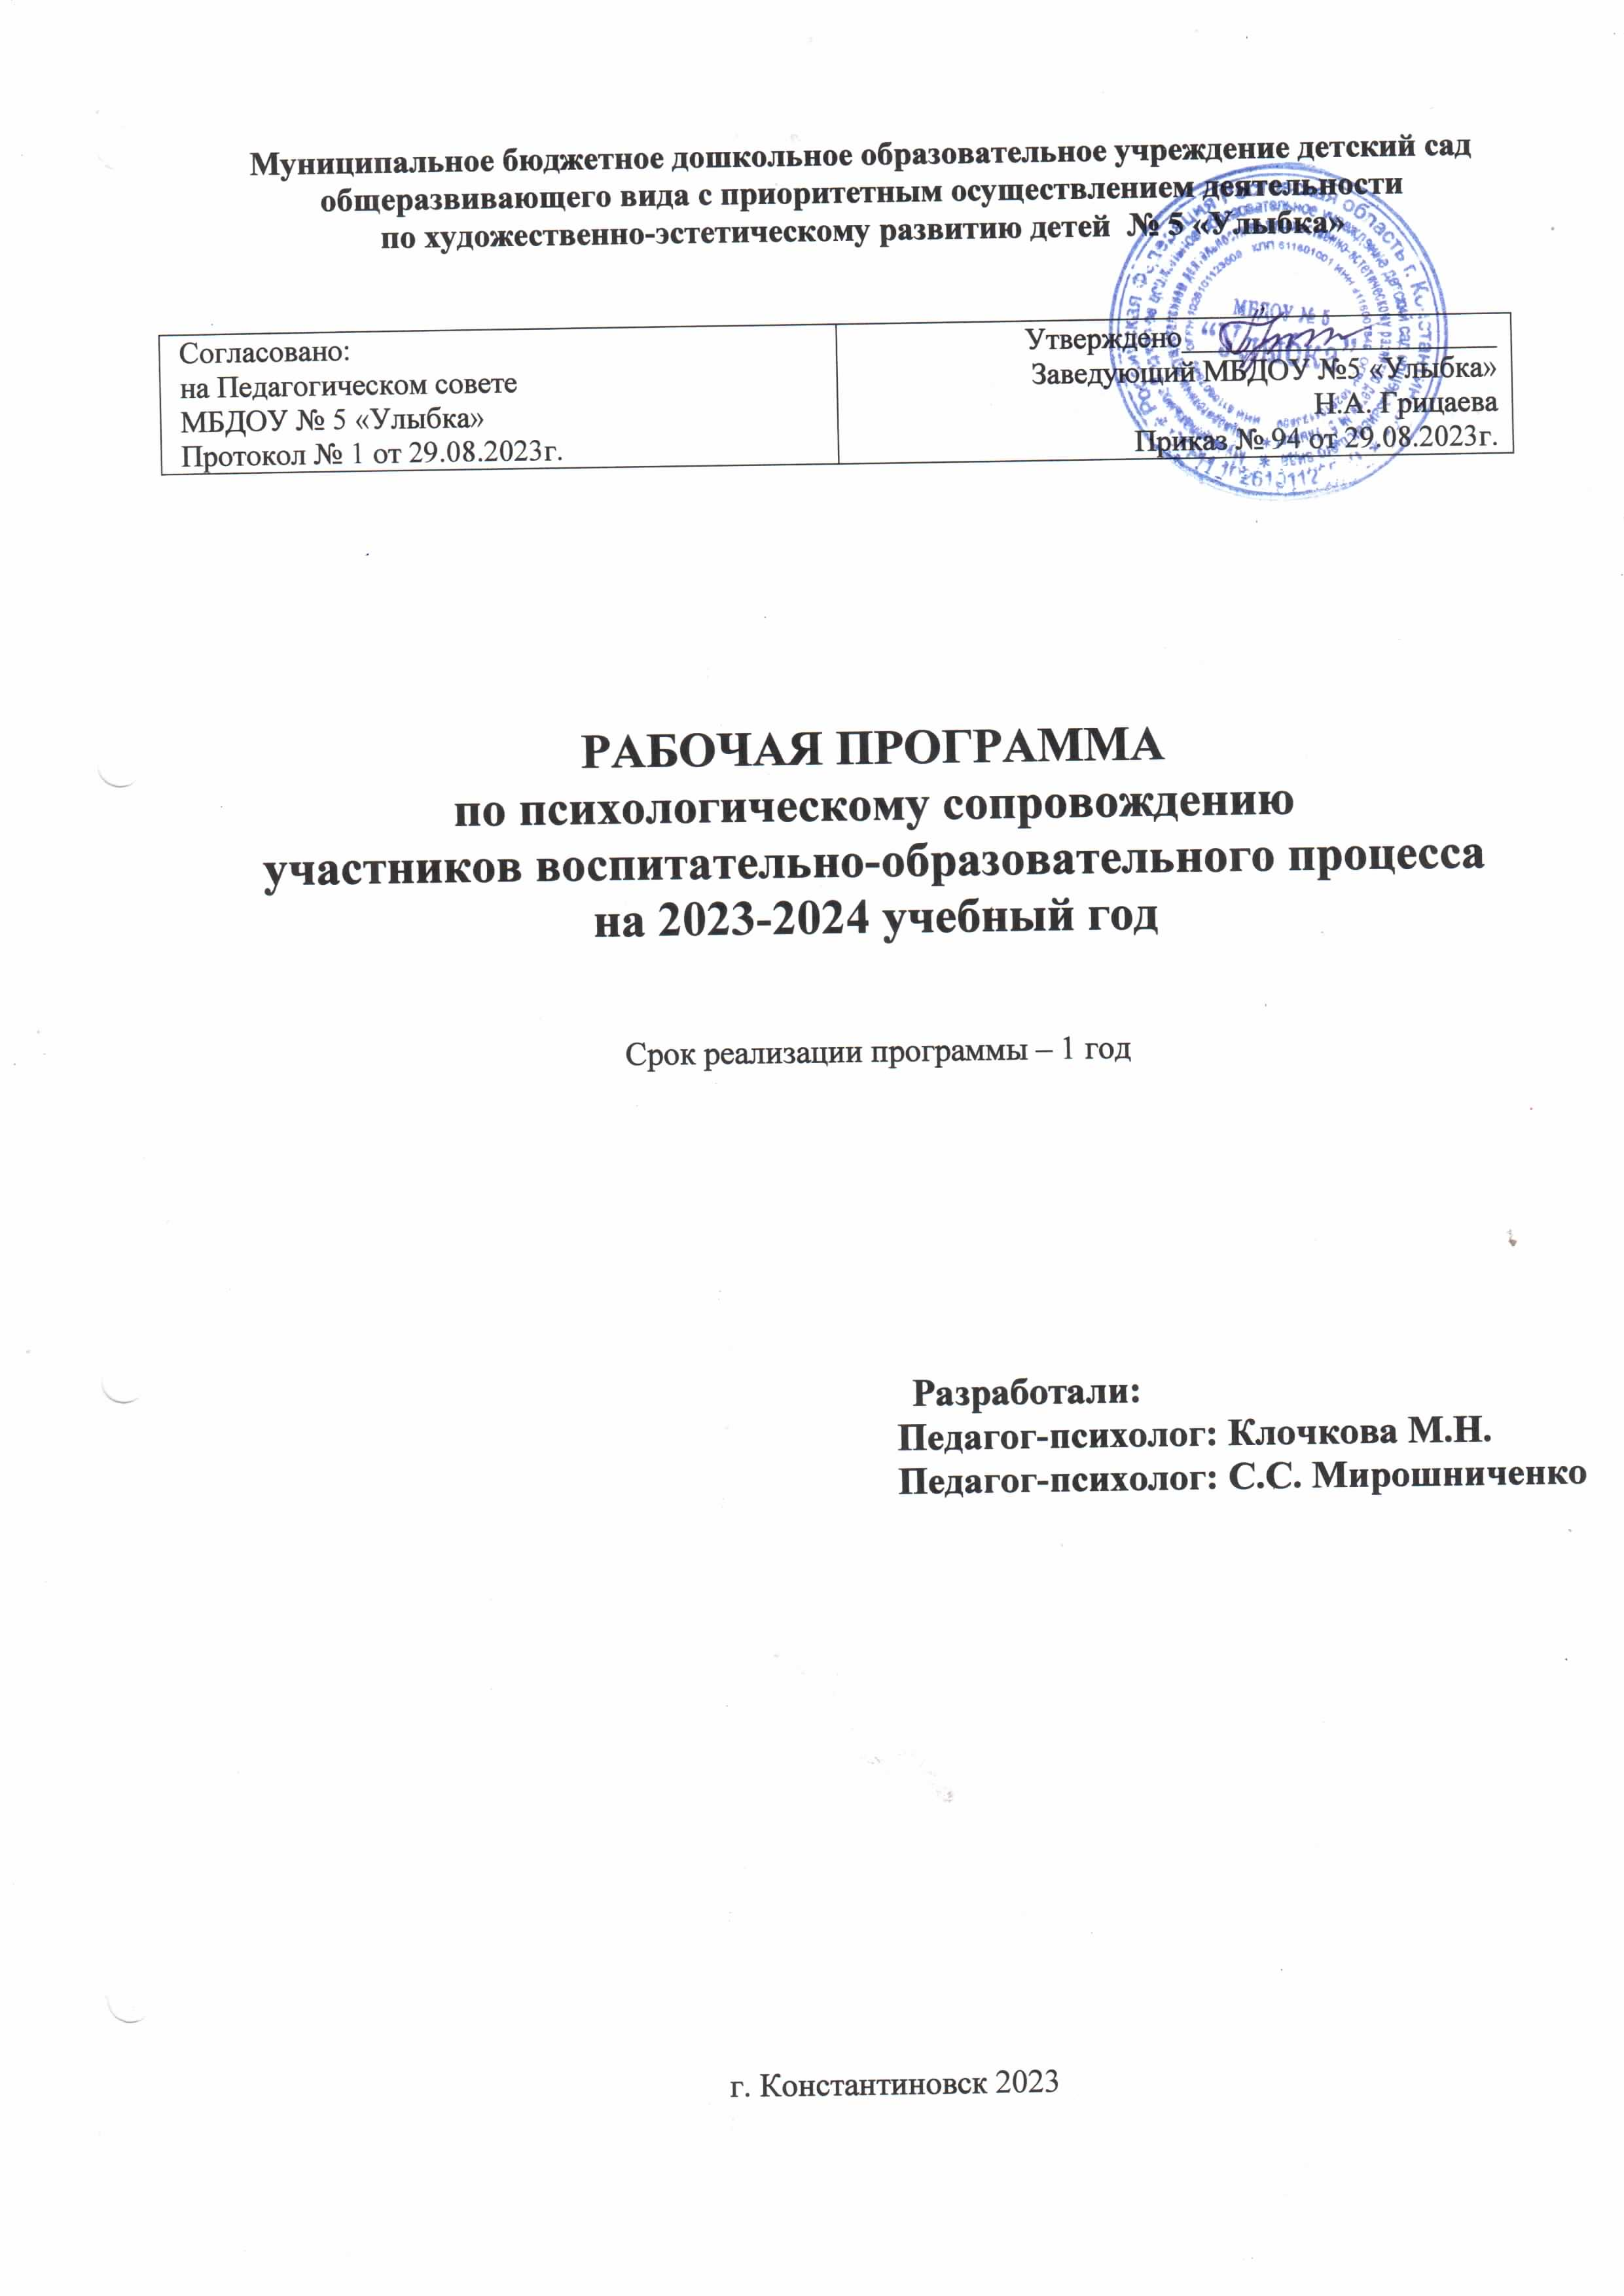 Муниципальное бюджетное дошкольное образовательное учреждение детский сад
общеразвивающего вида с приоритетным осуществлением деятельности
по художественно-эстетическому развитию детей № 5 «Улыбка»
Согласовано:
на Педагогическом совете
МБДОУ № 5 «Улыбка»
Протокол № 1 от 29.08.2023г.
Утверждено
Заведующий МБДОУ №5 «Улыбка»
Н.А. Грицаева
Приказ № 94 от 29.08.2023г.
МБДОУ № 5
"Улыбка"
РАБОЧАЯ ПРОГРАММА
по психологическому сопровождению
участников воспитательно-образовательного процесса
на 2023-2024 учебный год
Срок реализации программы – 1 год
Разработали:
Педагог-психолог: Клочкова М.Н.
Педагог-психолог: С.С. Мирошниченко
г. Константиновск 2023